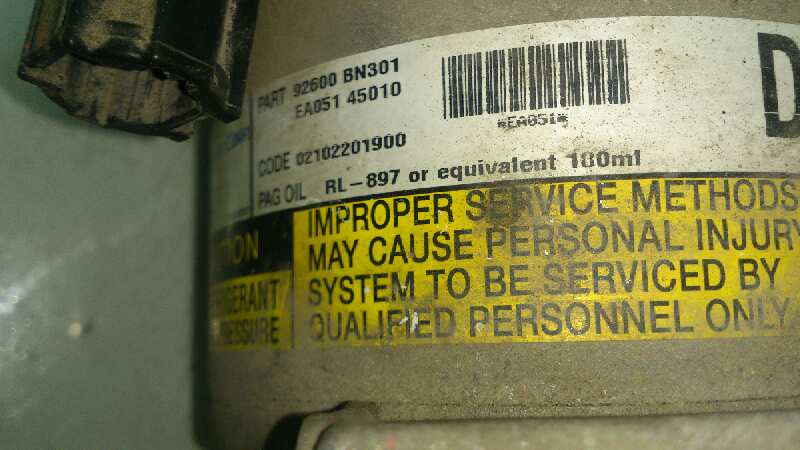 PART 92600 BN301
EA051 45010
*EA051*
CODE 02102201900
PAG OIL RL-897 or equivalent 180ml
D
IMPROPER SERVICE METHODS
MAY CAUSE PERSONAL INJURY
SYSTEM TO BE SERVICED BY
QUALIFIED PERSONNEL ONLY